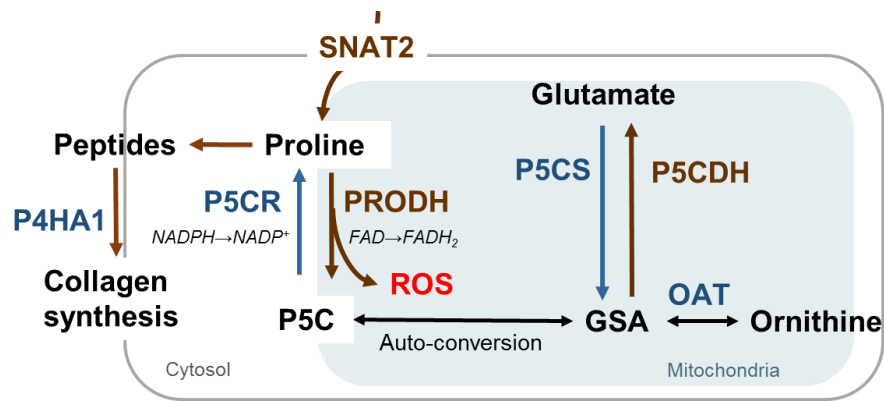 SNAT2
Glutamate
Peptides
Proline
P5CS
P5CDH
P4HA1
P5CR
PRODH
NADPH→NADP⁺
FAD→FADH₂
Collagen
synthesis
ROS
P5C
Auto-conversion
GSA
OAT
Ornithine
Cytosol
Mitochondria